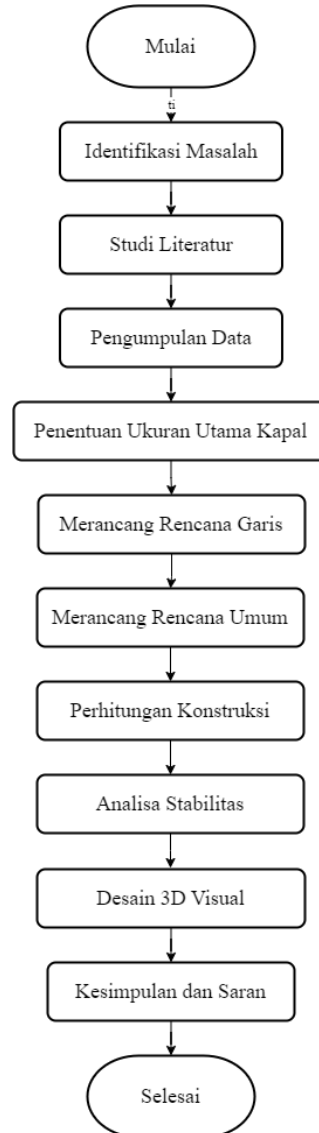 Mulai
ti
Identifikasi Masalah
Studi Literatur
Pengumpulan Data
Penentuan Ukuran Utama Kapal
Merancang Rencana Garis
Merancang Rencana Umum
Perhitungan Konstruksi
Analisa Stabilitas
Desain 3D Visual
Kesimpulan dan Saran
Selesai